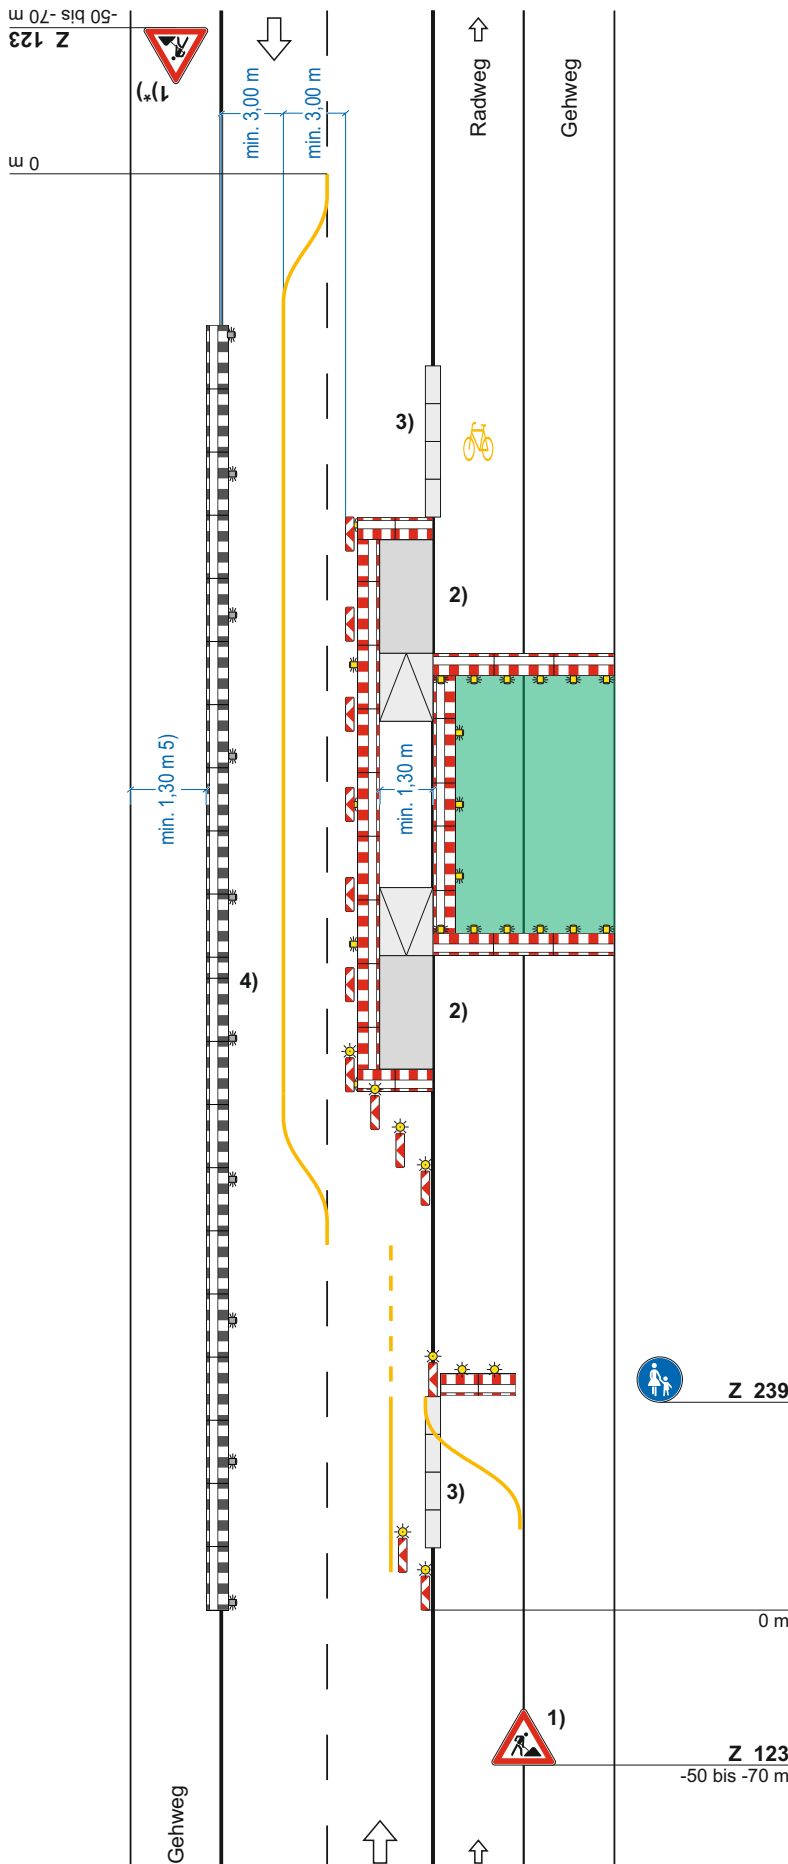 -50 bis -70 m
Z 123
1)*)
min. 3,00 m
min. 3,00 m
Radweg
Gehweg
0 m
3)
2)
min. 1,30 m 5)
min. 1,30 m
4)
2)
Z 239
3)
0 m
1)
Z 123
-50 bis -70 m
Gehweg